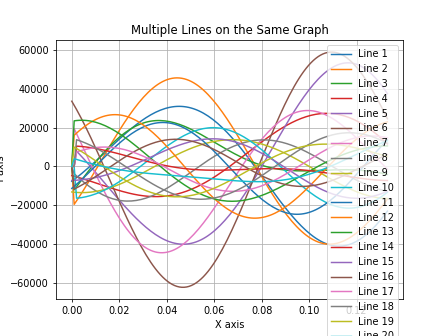 Multiple Lines on the Same Graph
60000
40000
20000
0
−20000
−40000
−60000
0.00
0.02
0.04
0.06
0.08
0.10
X axis
Line 1
Line 2
Line 3
Line 4
Line 5
Line 6
Line 7
Line 8
Line 9
Line 10
Line 11
Line 12
Line 13
Line 14
Line 15
Line 16
Line 17
Line 18
Line 19
Line 20